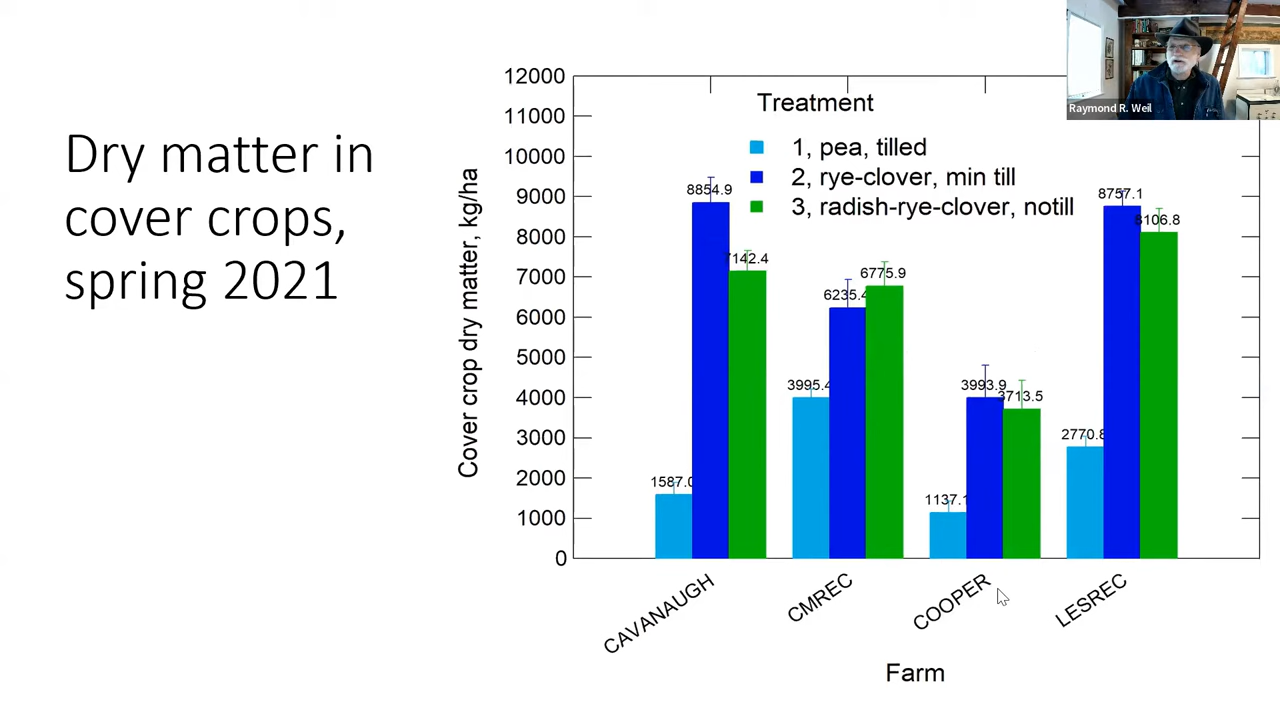 Dry matter in
cover crops,
spring 2021
Raymond R. Weil
Treatment
1, pea, tilled
2, rye-clover, min till
3, radish-rye-clover, notill
Cover crop dry matter, kg/ha
12000
11000
10000
9000
8000
7000
6000
5000
4000
3000
2000
1000
0
1587.0
8854.9
7142.4
3995.4
6235.4
6775.9
1137.1
3993.9
3713.5
2770.8
8757.1
8106.8
CAVANAUGH
CMREC
COOPER
LESREC
Farm